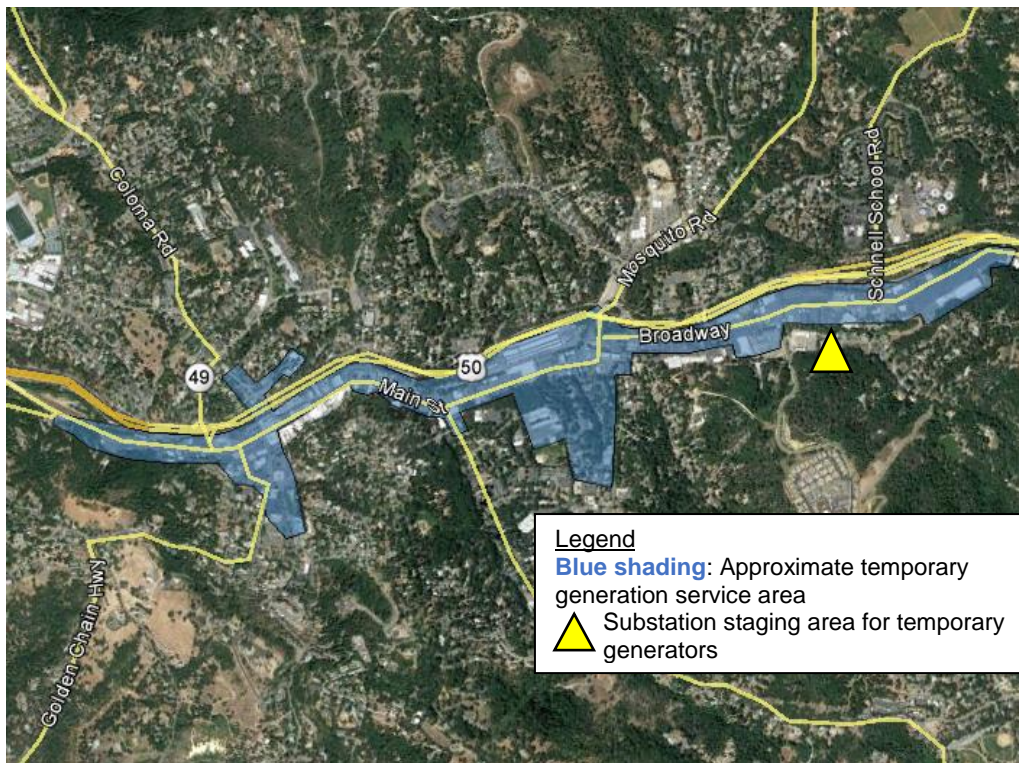 Coloma Rd
Mosquito Rd
Schnell School Rd
Broadway
50
49
Main St
Golden Chain Hwy
Legend
Blue shading: Approximate temporary
generation service area
Substation staging area for temporary
generators